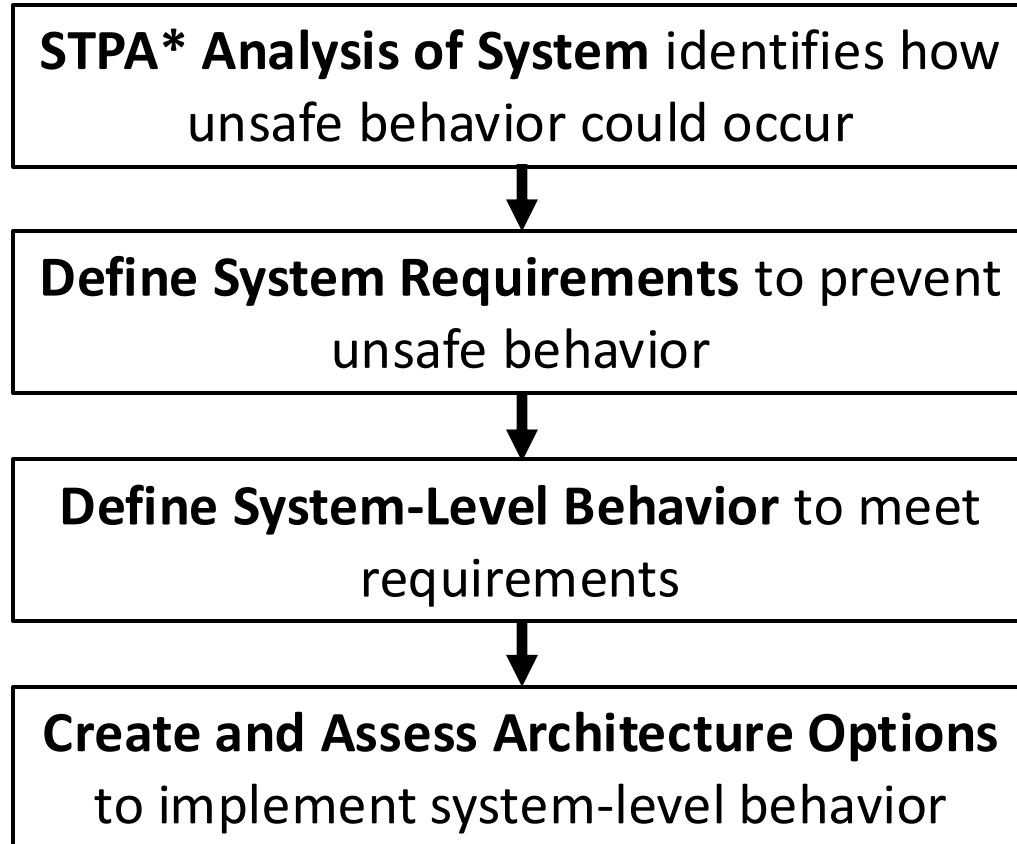 STPA* Analysis of System identifies how
unsafe behavior could occur
Define System Requirements to prevent
unsafe behavior
Define System-Level Behavior to meet
requirements
Create and Assess Architecture Options
to implement system-level behavior